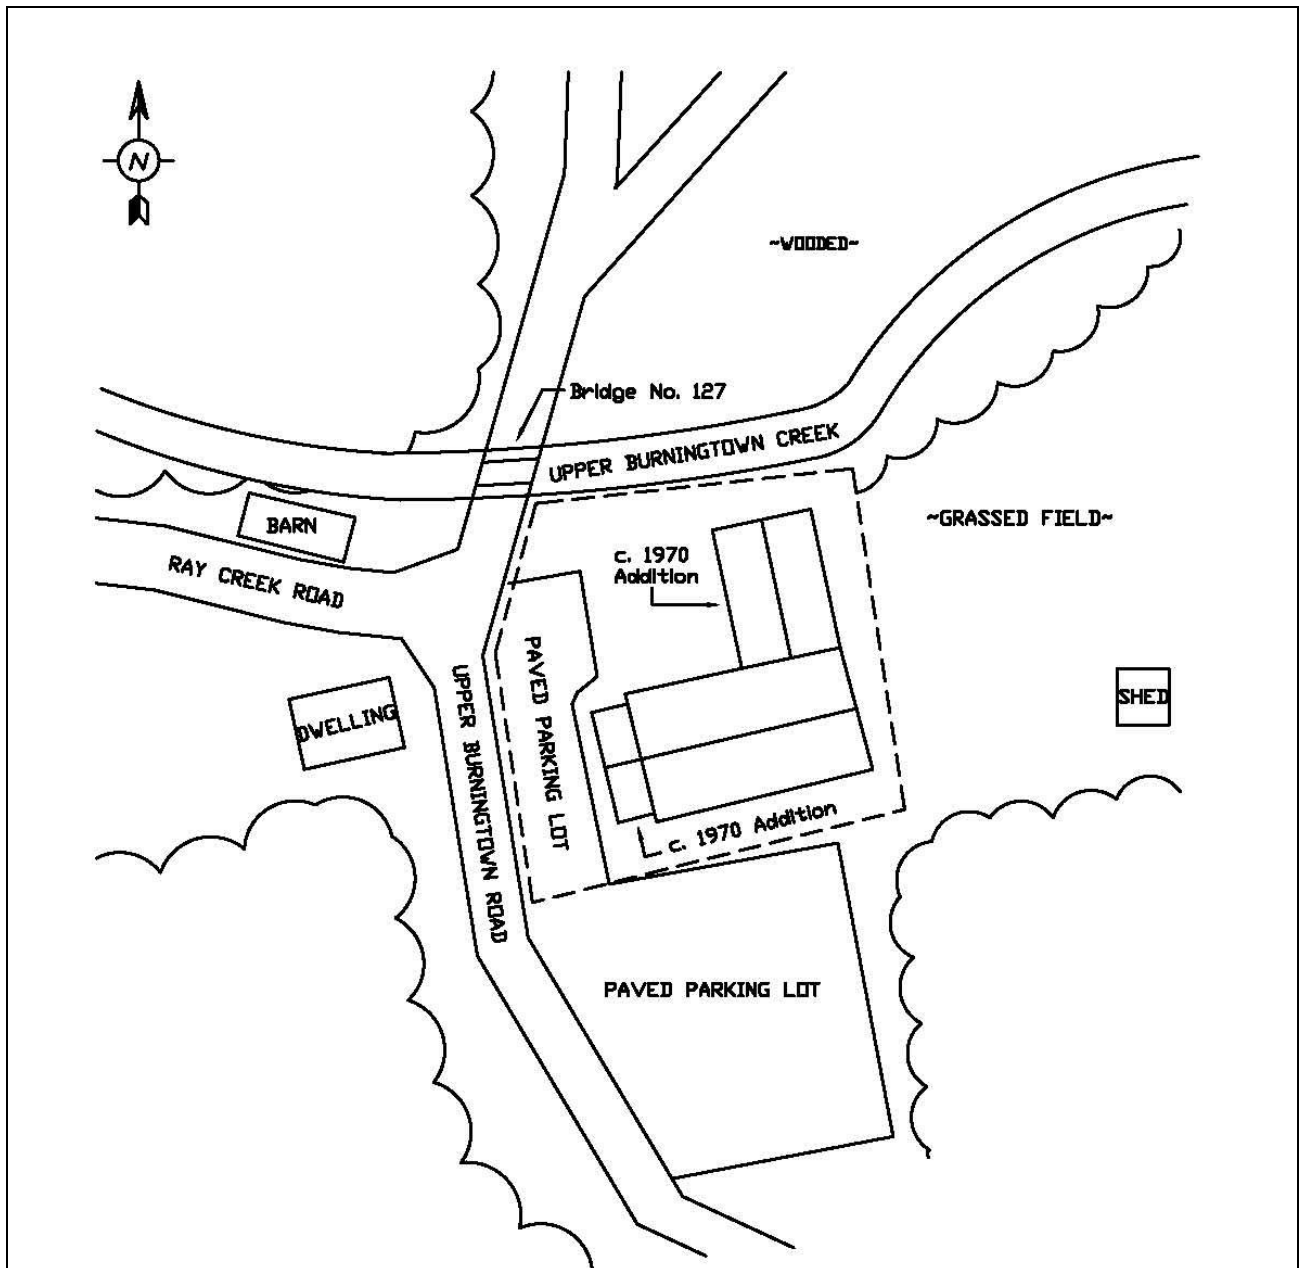 N
~WOODED~
Bridge No. 127
UPPER BURNINGTOWN CREEK
BARN
~GRASSED FIELD~
c. 1970
Addition
RAY CREEK ROAD
PAVED PARKING LOT
UPPER BURNINGTOWN ROAD
DWELLING
SHED
c. 1970 Addition
PAVED PARKING LOT